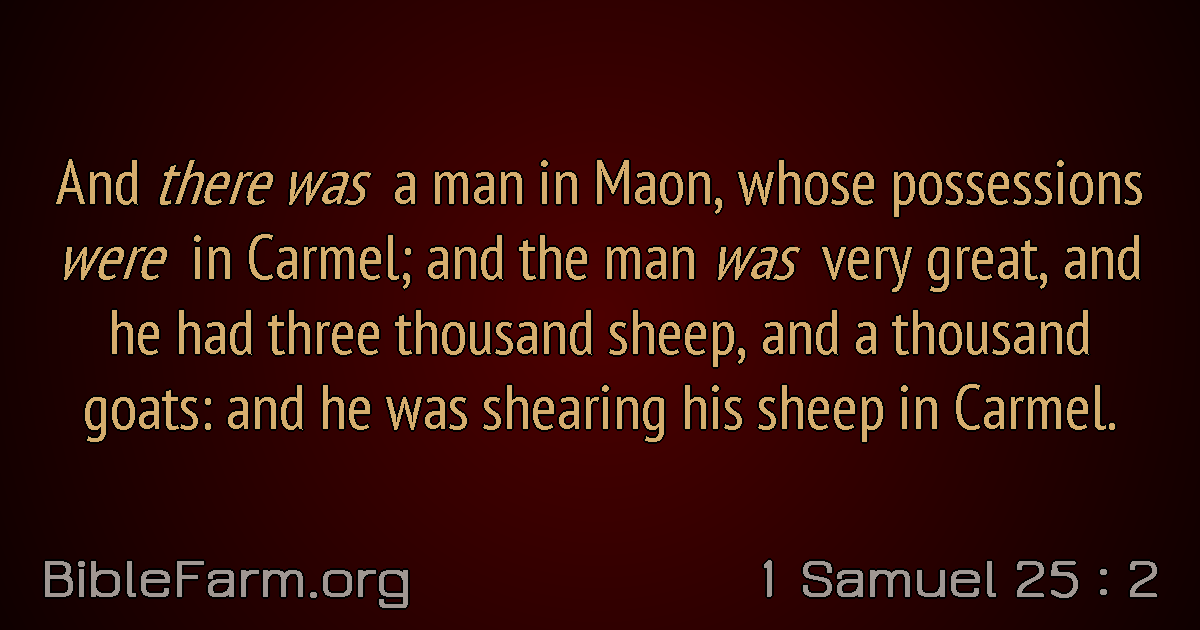 And there was a man in Maon, whose possessions
were in Carmel; and the man was very great, and
he had three thousand sheep, and a thousand
goats: and he was shearing his sheep in Carmel.
BibleFarm.org
1 Samuel 25 : 2